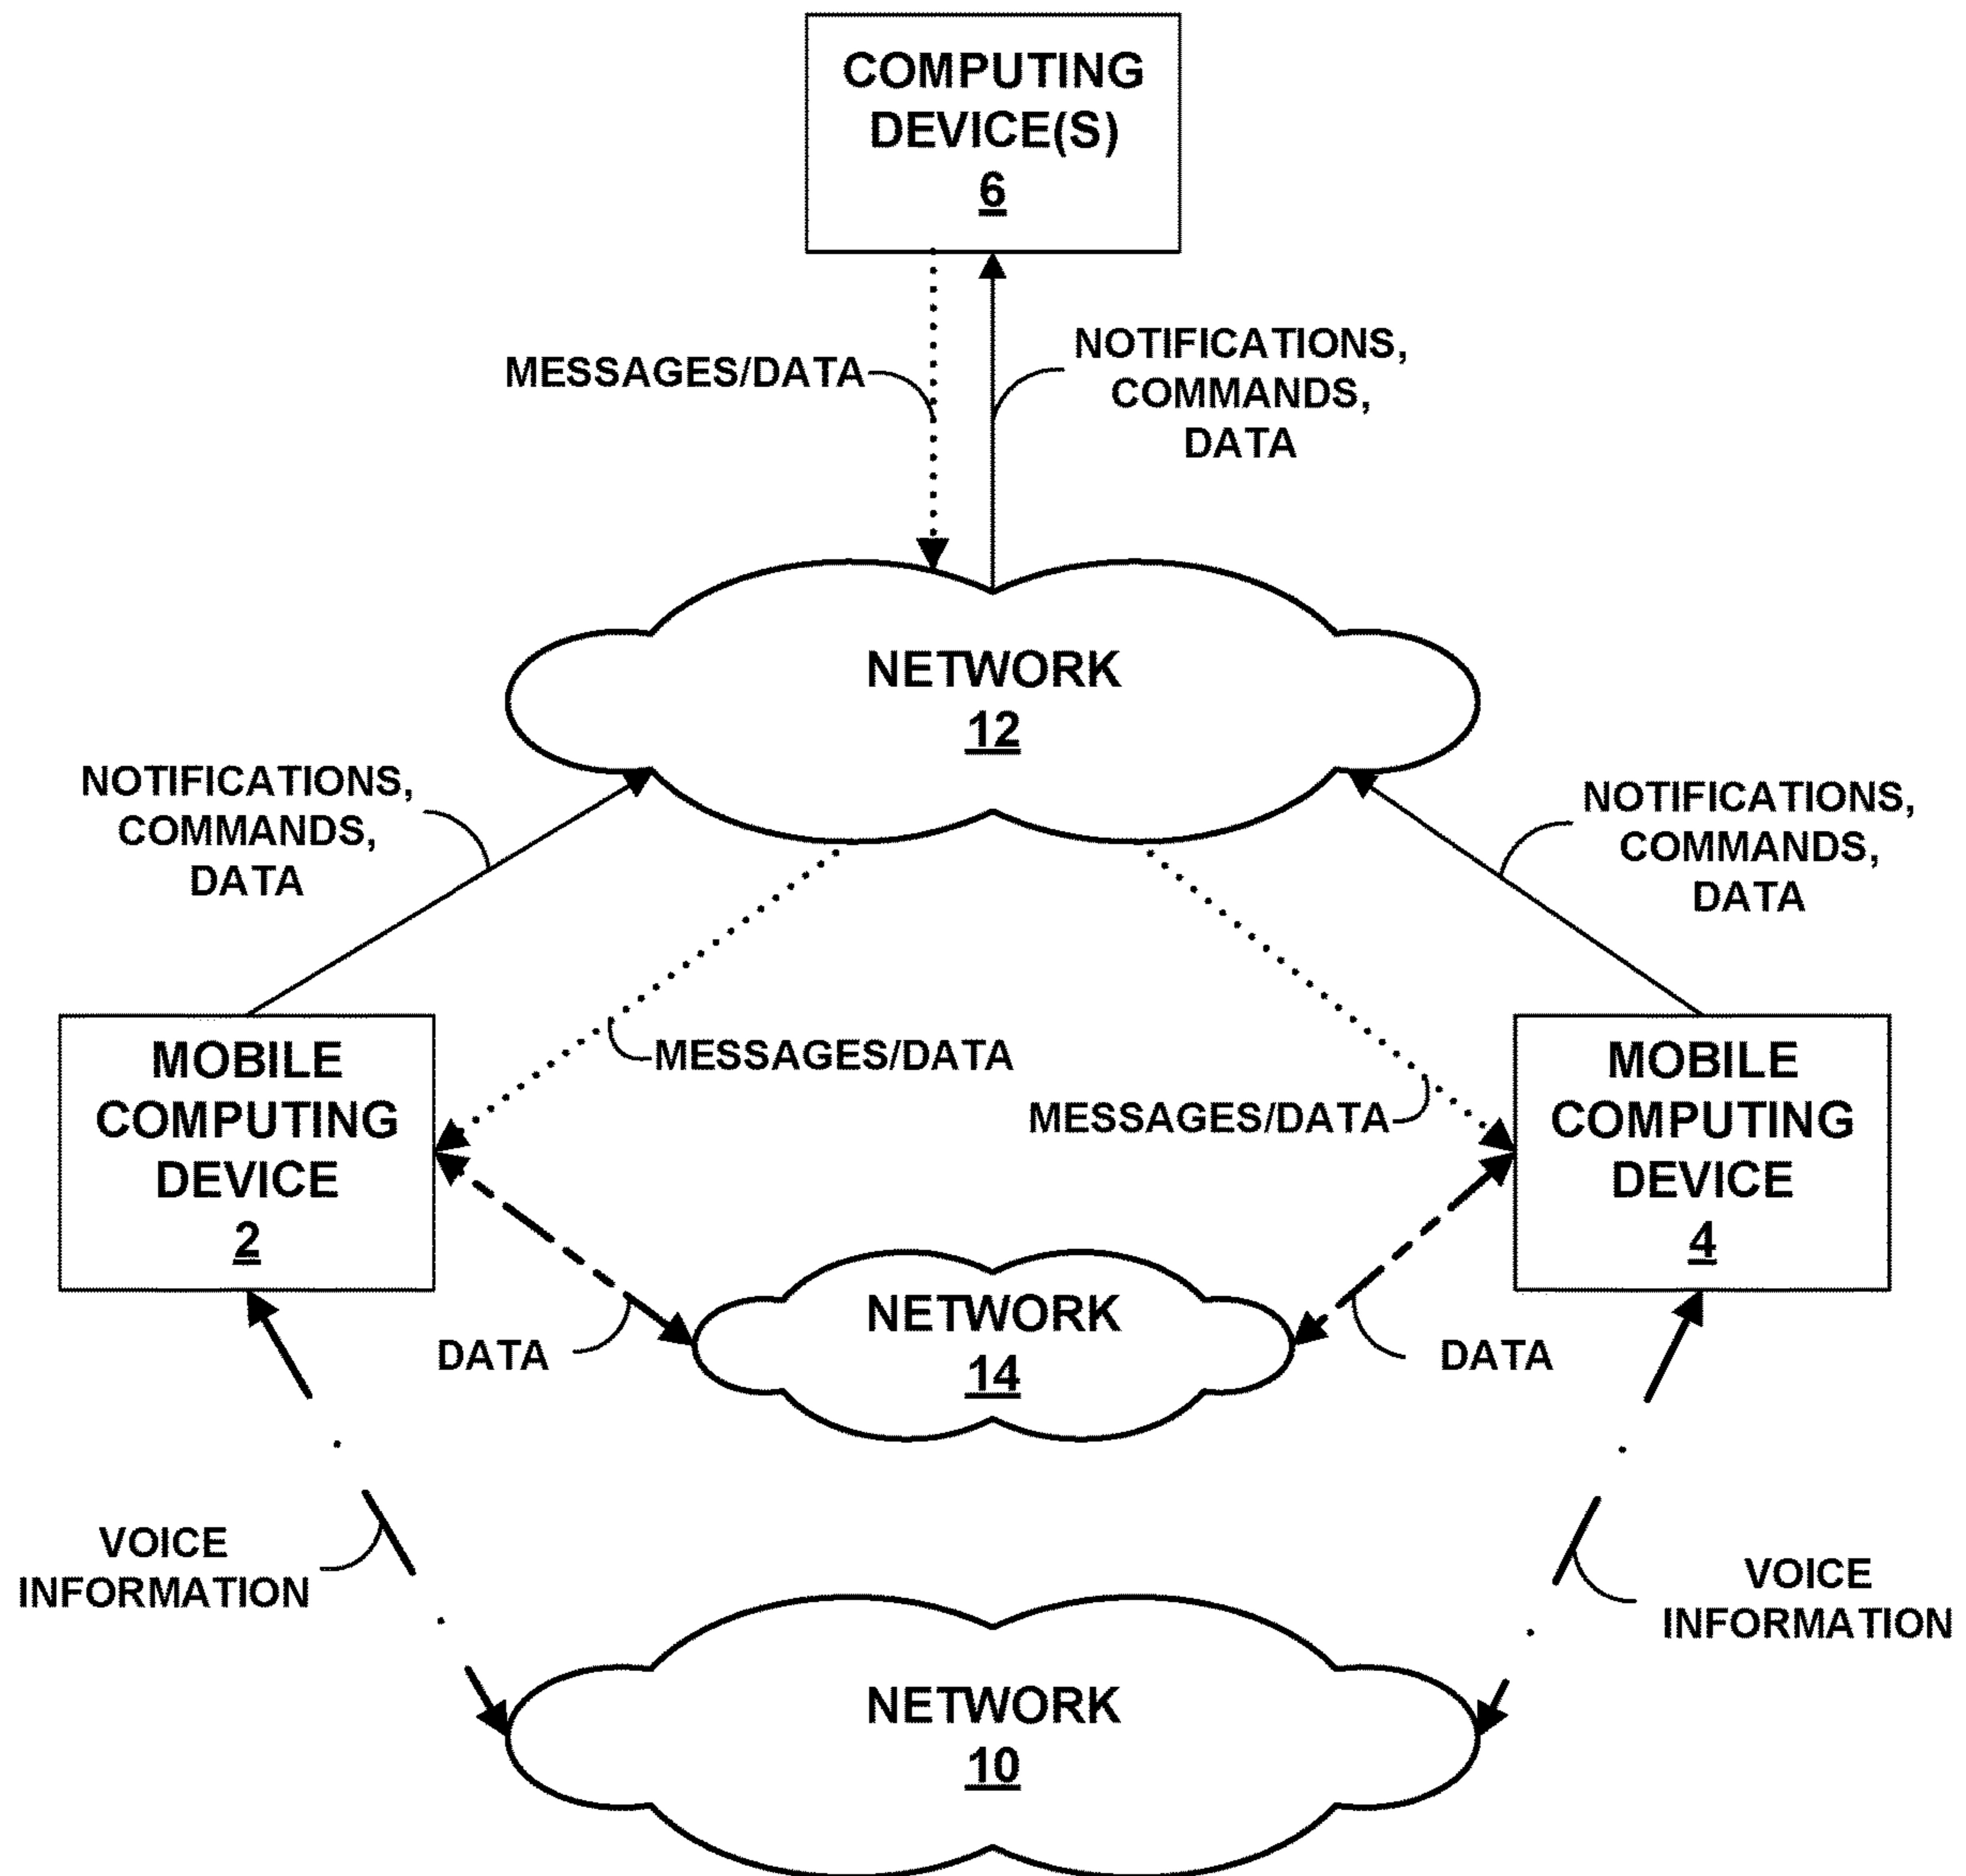 COMPUTING
DEVICE(S)
6
MESSAGES/DATA
NOTIFICATIONS,
COMMANDS,
DATA
NETWORK
12
NOTIFICATIONS,
COMMANDS,
DATA
NOTIFICATIONS,
COMMANDS,
DATA
MOBILE
COMPUTING
DEVICE
2
MESSAGES/DATA
MESSAGES/DATA
MOBILE
COMPUTING
DEVICE
4
DATA
NETWORK
14
DATA
VOICE
INFORMATION
VOICE
INFORMATION
NETWORK
10